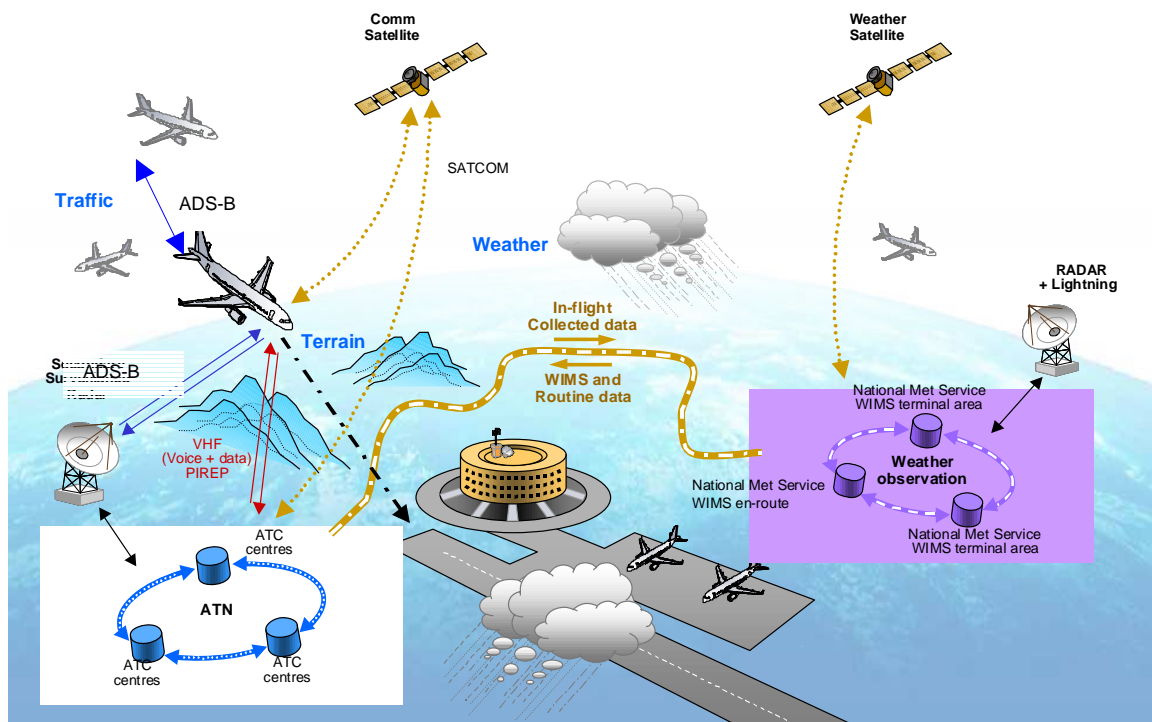 Comm
Satellite
Weather
Satellite
SATCOM
Traffic
ADS-B
Weather
RADAR
+ Lightning
In-flight
Collected data
Terrain
ADS-B
WIMS and
Routine data
National Met Service
WIMS terminal area
VHF
(Voice + data)
PIREP
Weather
observation
National Met Service
WIMS en-route
National Met Service
WIMS terminal area
ATC
centres
ATN
ATC
centres
ATC
centres